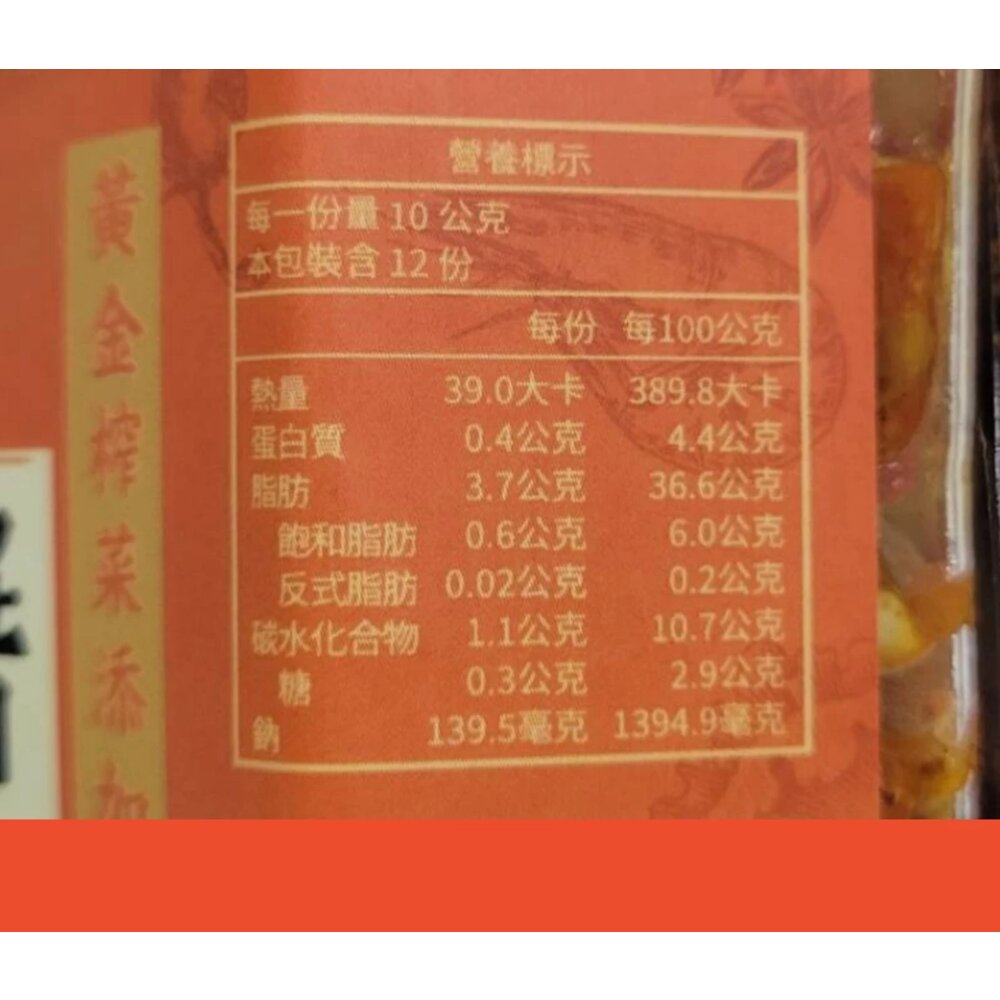 黃金榨菜添加
營養標示
每一份量 10 公克
本包裝含 12 份
每份 每100公克
熱量 39.0大卡 389.8大卡
蛋白質 0.4公克 4.4公克
脂肪 3.7公克 36.6公克
飽和脂肪 0.6公克 6.0公克
反式脂肪 0.02公克 0.2公克
碳水化合物 1.1公克 10.7公克
糖 0.3公克 2.9公克
鈉 139.5毫克 1394.9毫克